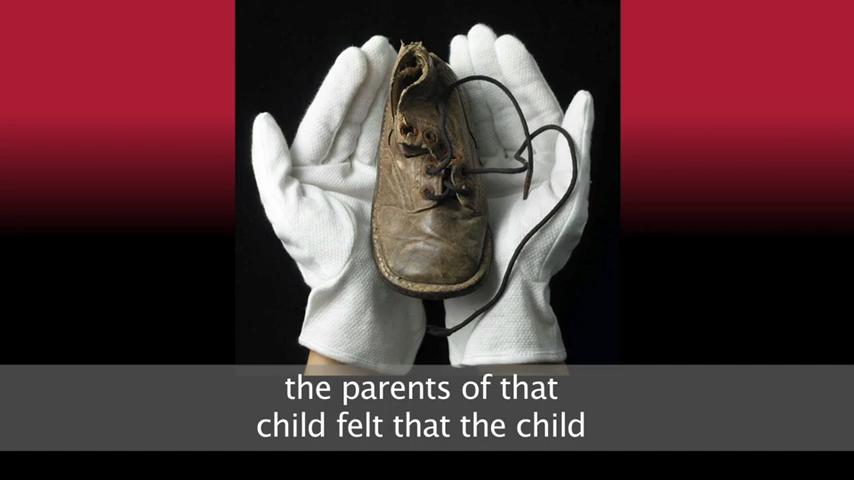 the parents of that
child felt that the child